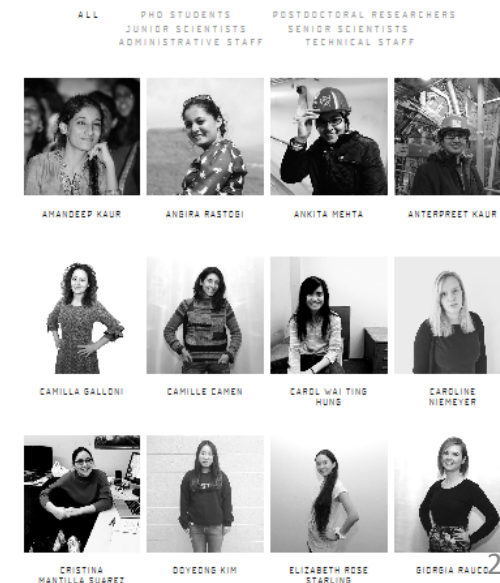 ALL PHD STUDENTS POSTDOCTORAL RESEARCHERS
JUNIOR SCIENTISTS SENIOR SCIENTISTS
ADMINISTRATIVE STAFF TECHNICAL STAFF
AMANDEEP KAUR ANGIRA RASTOGI ANKITA MEHTA ANTERPREET KAUR
CAMILLA GALLONI CAMILLE CAMEN CAROL WAI TING CAROLINE
HUNG NIEMEYER
CRISTINA DOYEONG KIM ELIZABETH ROSE GIORGIA RAUCO
MANTILLA SUAREZ STARLING
2